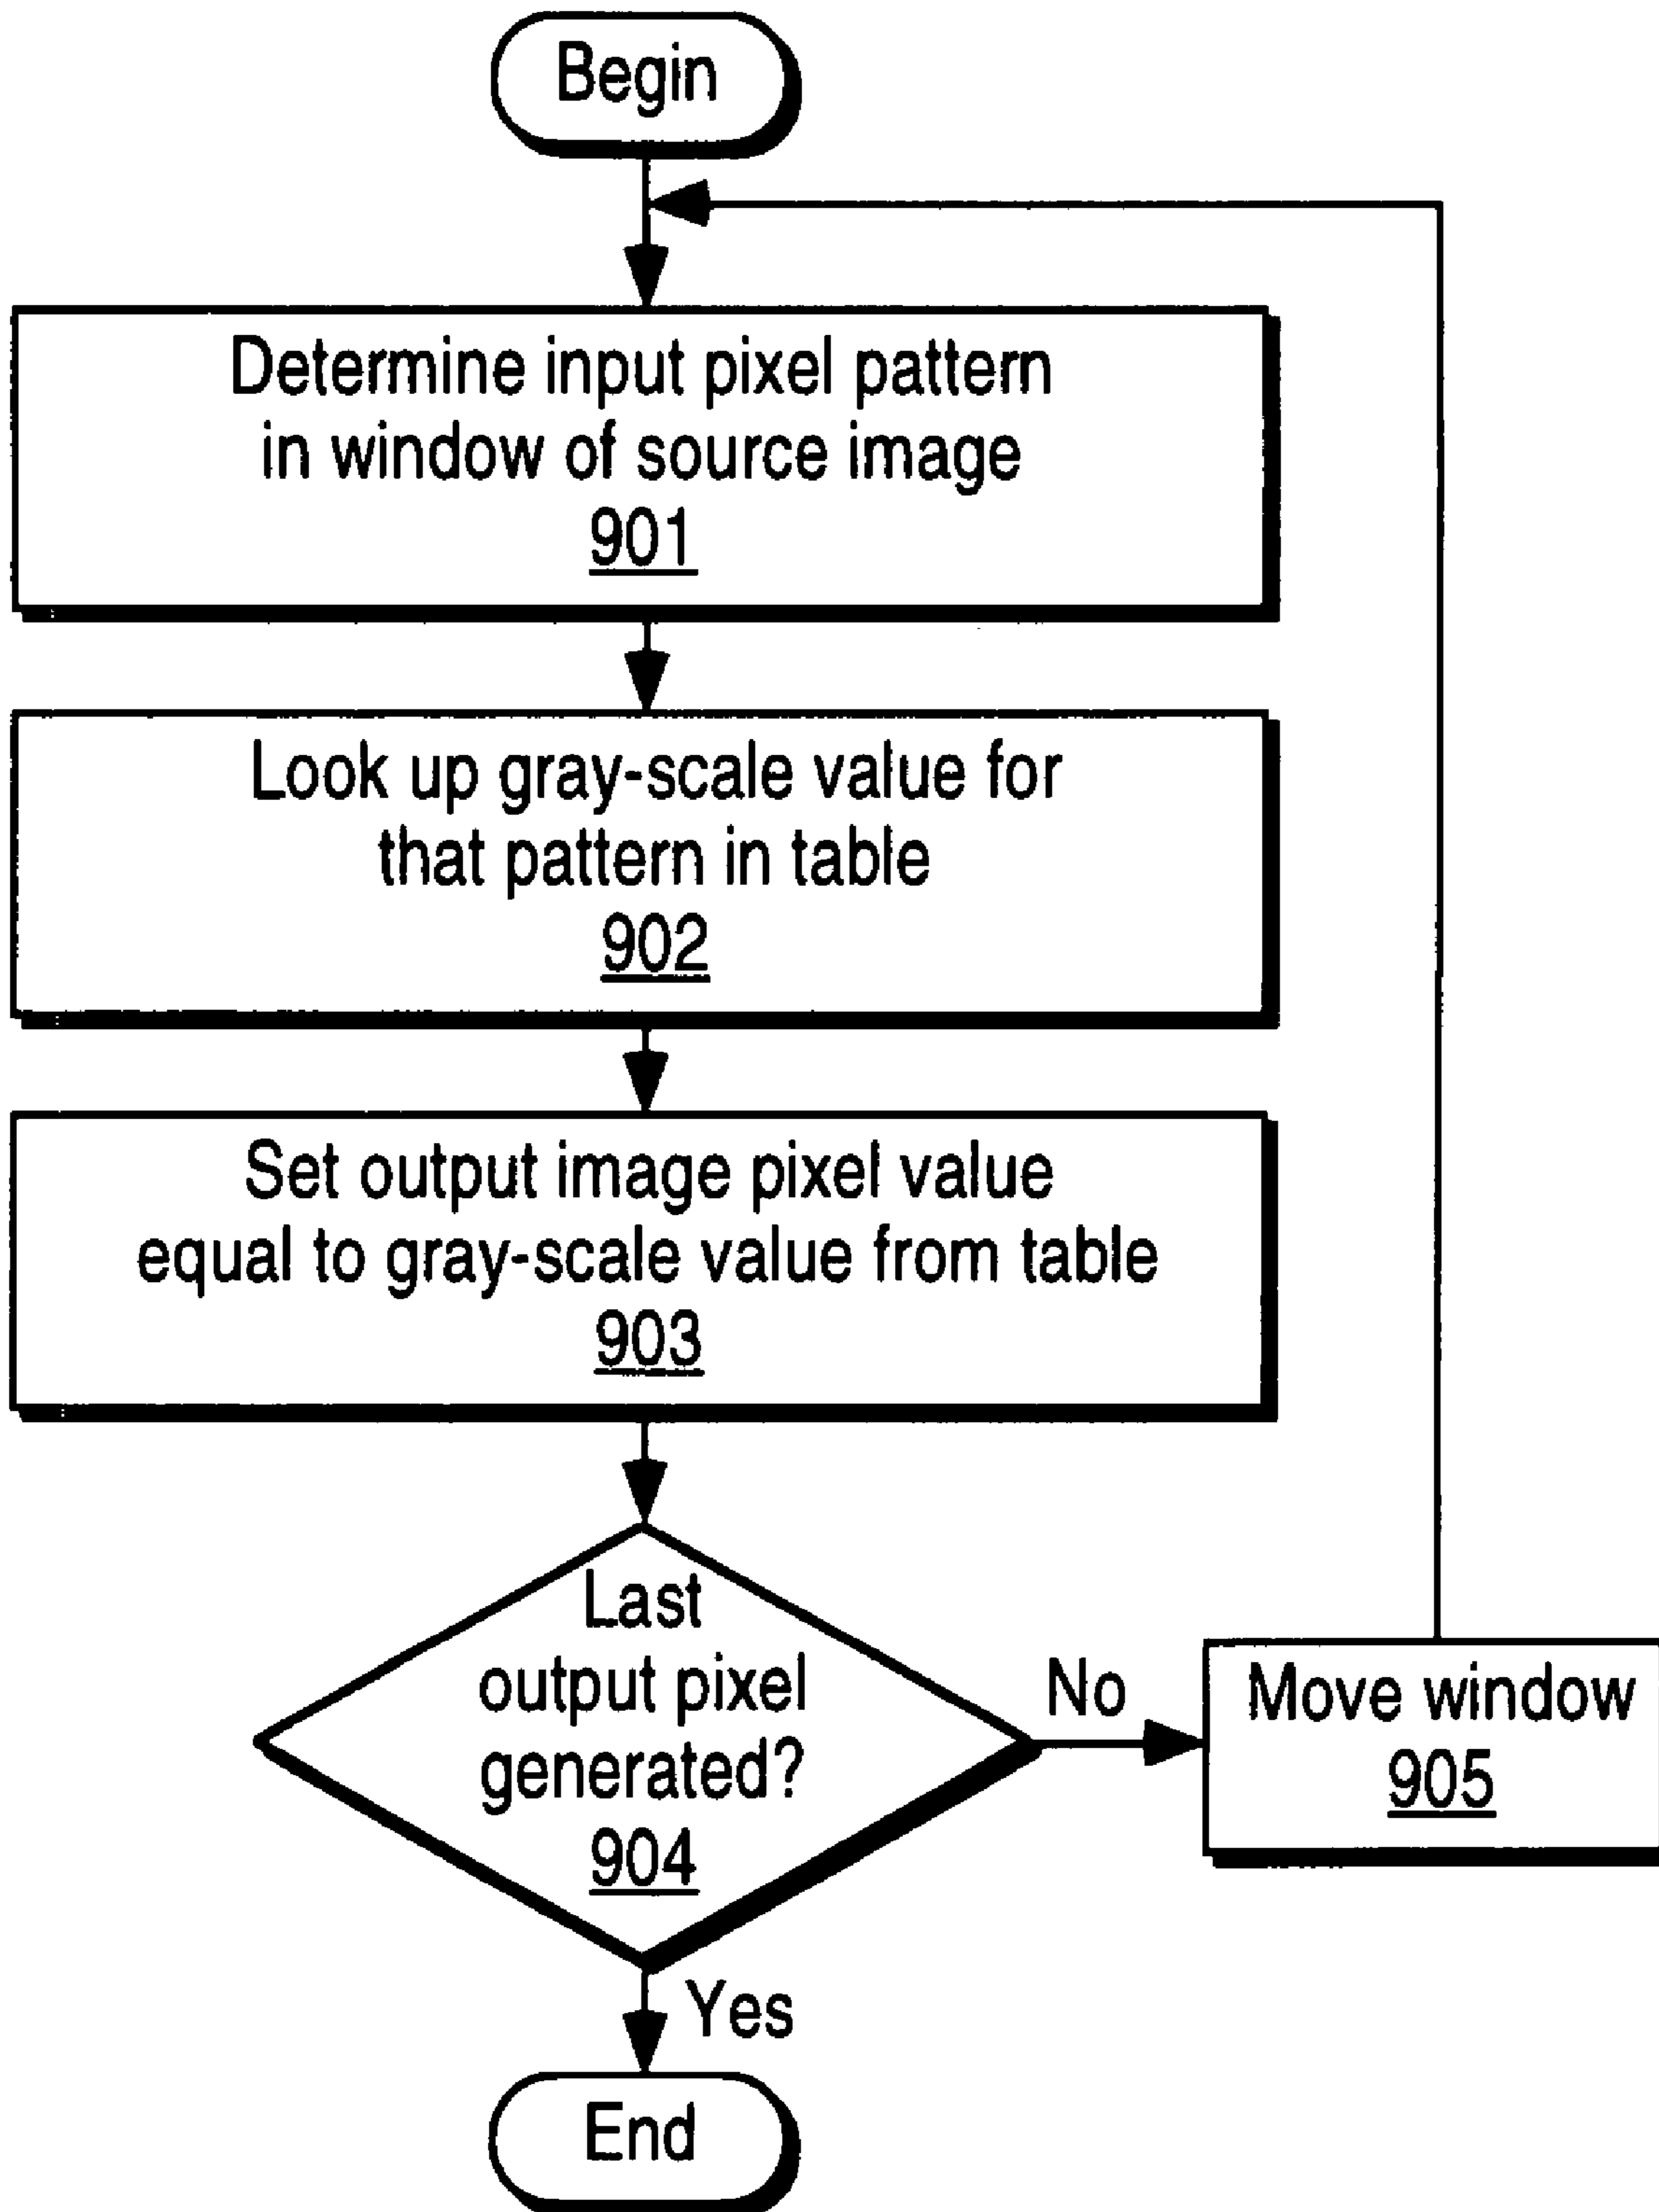 Begin
Determine input pixel pattern
in window of source image
901
Look up gray-scale value for
that pattern in table
902
Set output image pixel value
equal to gray-scale value from table
903
Last
output pixel
generated?
904
No
Move window
905
Yes
End